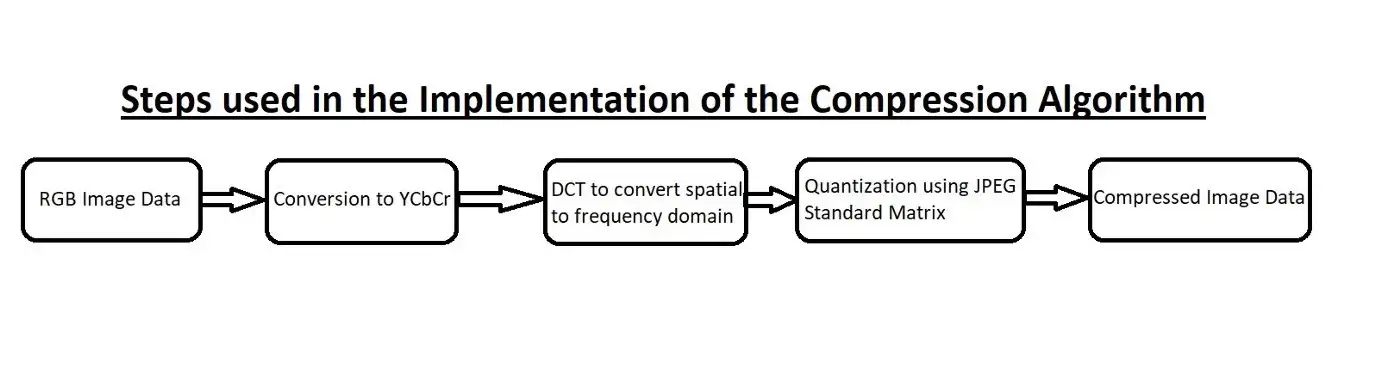 Steps used in the Implementation of the Compression Algorithm
RGB Image Data
Conversion to YCbCr
DCT to convert spatial
to frequency domain
Quantization using JPEG
Standard Matrix
Compressed Image Data